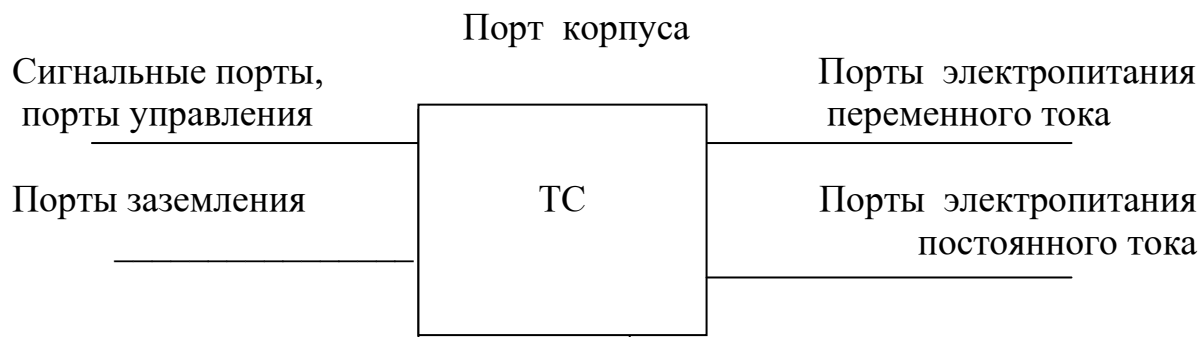 Порт корпуса
Сигнальные порты,
порты управления
Порты электропитания
переменного тока
Порты заземления
ТС
Порты электропитания
постоянного тока